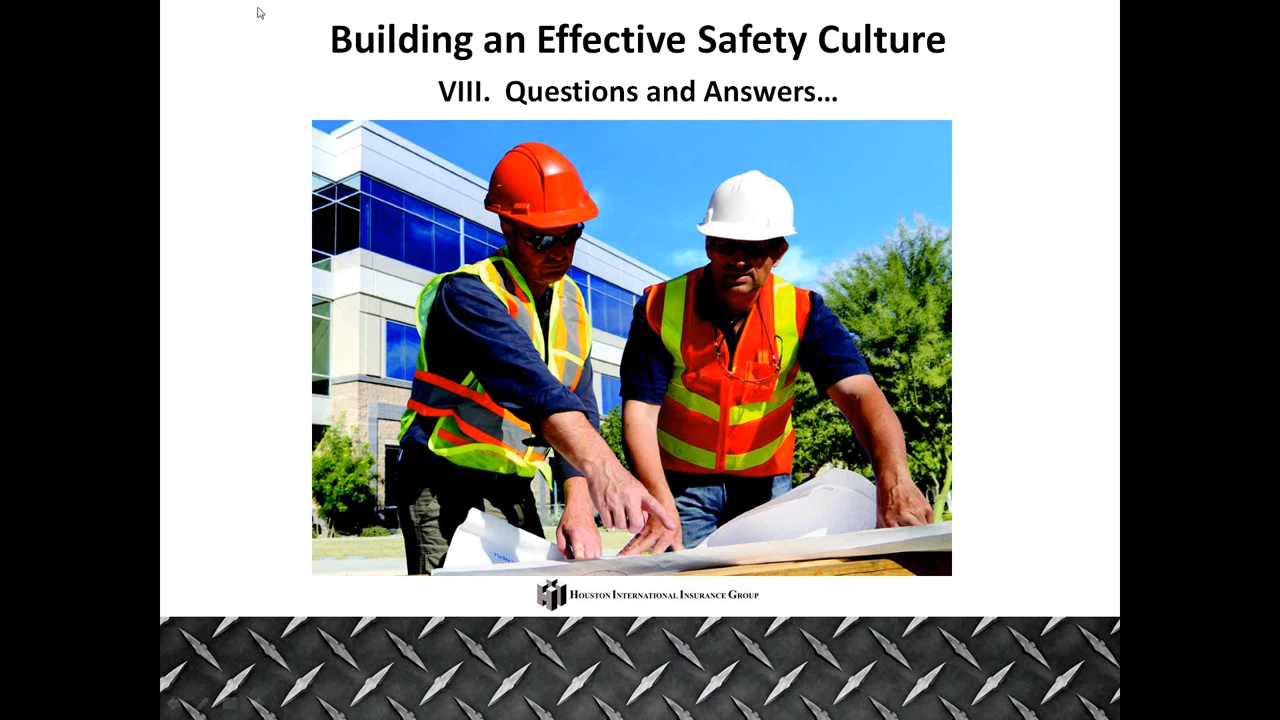 Building an Effective Safety Culture
VIII. Questions and Answers...
HOUSTON INTERNATIONAL INSURANCE GROUP